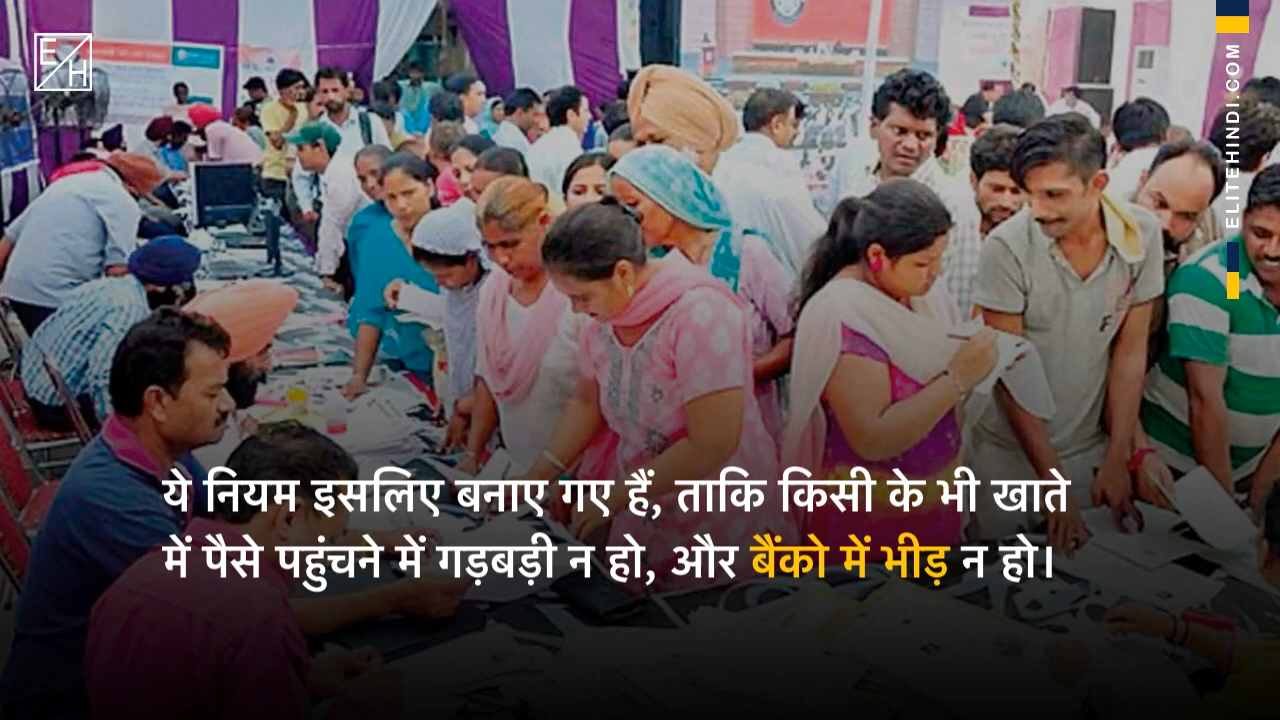 E
H
ELITEHINDI.COM
ये नियम इसलिए बनाए गए हैं, ताकि किसी के भी खाते
में पैसे पहुंचने में गड़बड़ी न हो, और बैंको में भीड़ न हो।